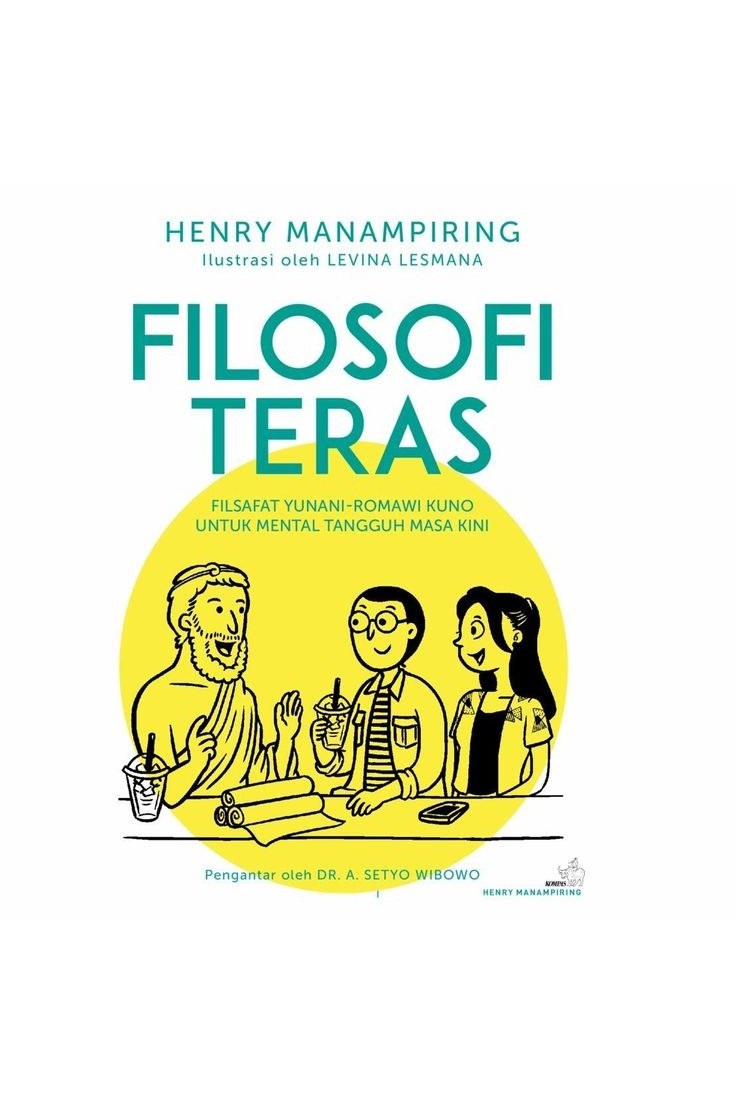 HENRY MANAMPIRING
Ilustrasi oleh LEVINA LESMANA
FILOSOFI
TERAS
FILSAFAT YUNANI-ROMAWI KUNO
UNTUK MENTAL TANGGUH MASA KINI
Pengantar oleh DR. A. SETYO WIBOWO
KOMPAS
HENRY MANAMPIRING